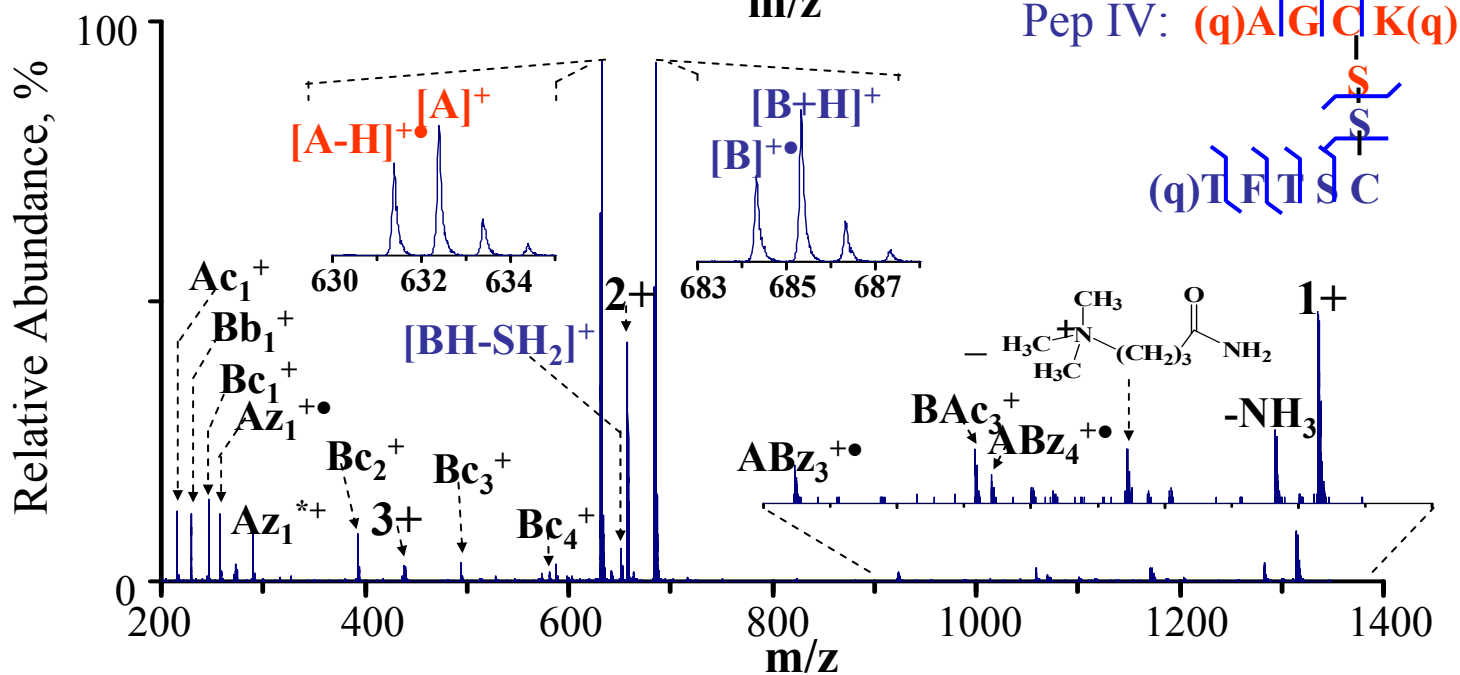 m/z
100
Pep IV: (q)A G C K(q)
S
S
(q)T F T S C
[A]⁺
[A-H]⁺•
[B+H]⁺
[B]⁺•
630 632 634
683 685 687
Relative Abundance, %
Ac₁⁺
Bb₁⁺
Bc₁⁺
Az₁⁺•
Az₁*⁺
Bc₂⁺
3+
Bc₃⁺
Bc₄⁺
[BH-SH₂]⁺
2+
ABz₃⁺•
BAc₃⁺
ABz₄⁺•
–
CH₃
O
H₃C
N
+
H₃C
(CH₂)₃
NH₂
-NH₃
1+
0
200 400 600 800 1000 1200 1400
m/z